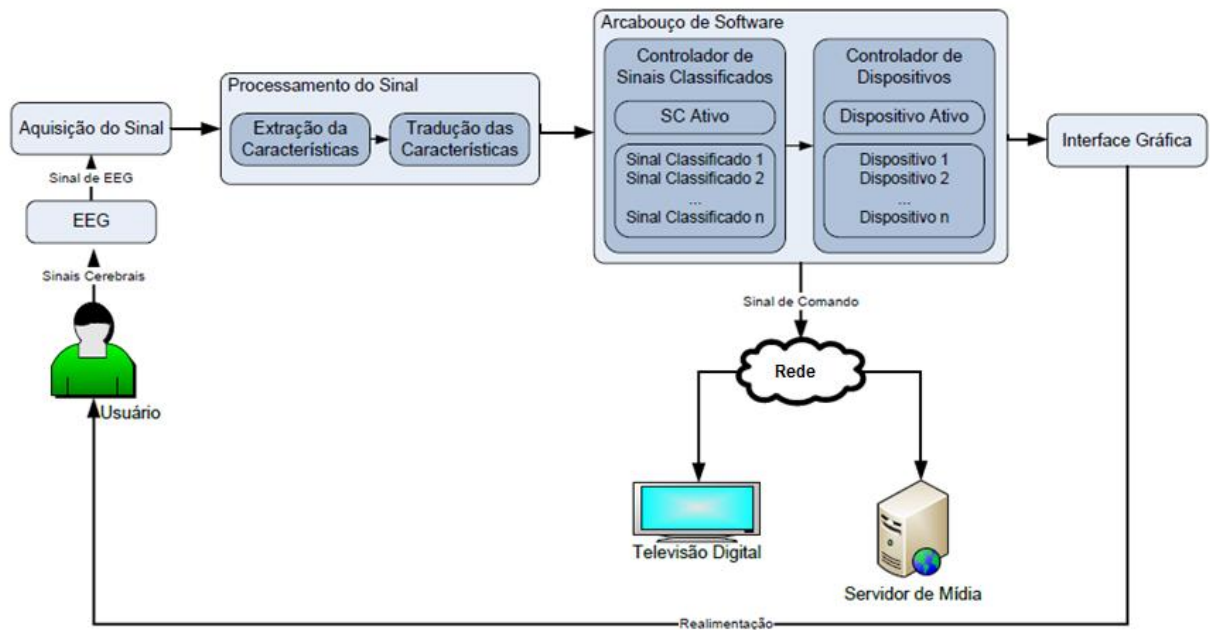 Arcabouço de Software
Controlador de
Sinais Classificados
SC Ativo
Sinal Classificado 1
Sinal Classificado 2
...
Sinal Classificado n
Controlador de
Dispositivos
Dispositivo Ativo
Dispositivo 1
Dispositivo 2
...
Dispositivo n
Processamento do Sinal
Extração da
Características
Tradução das
Características
Aquisição do Sinal
Interface Gráfica
Sinal de EEG
EEG
Sinais Cerebrais
Usuário
Sinal de Comando
Rede
Televisão Digital
Servidor de Mídia
Realimentação